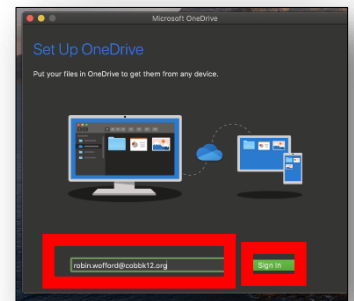 Microsoft OneDrive
Set Up OneDrive
Put your files in OneDrive to get them from any device.
robin.wofford@cobbk12.org
Sign In